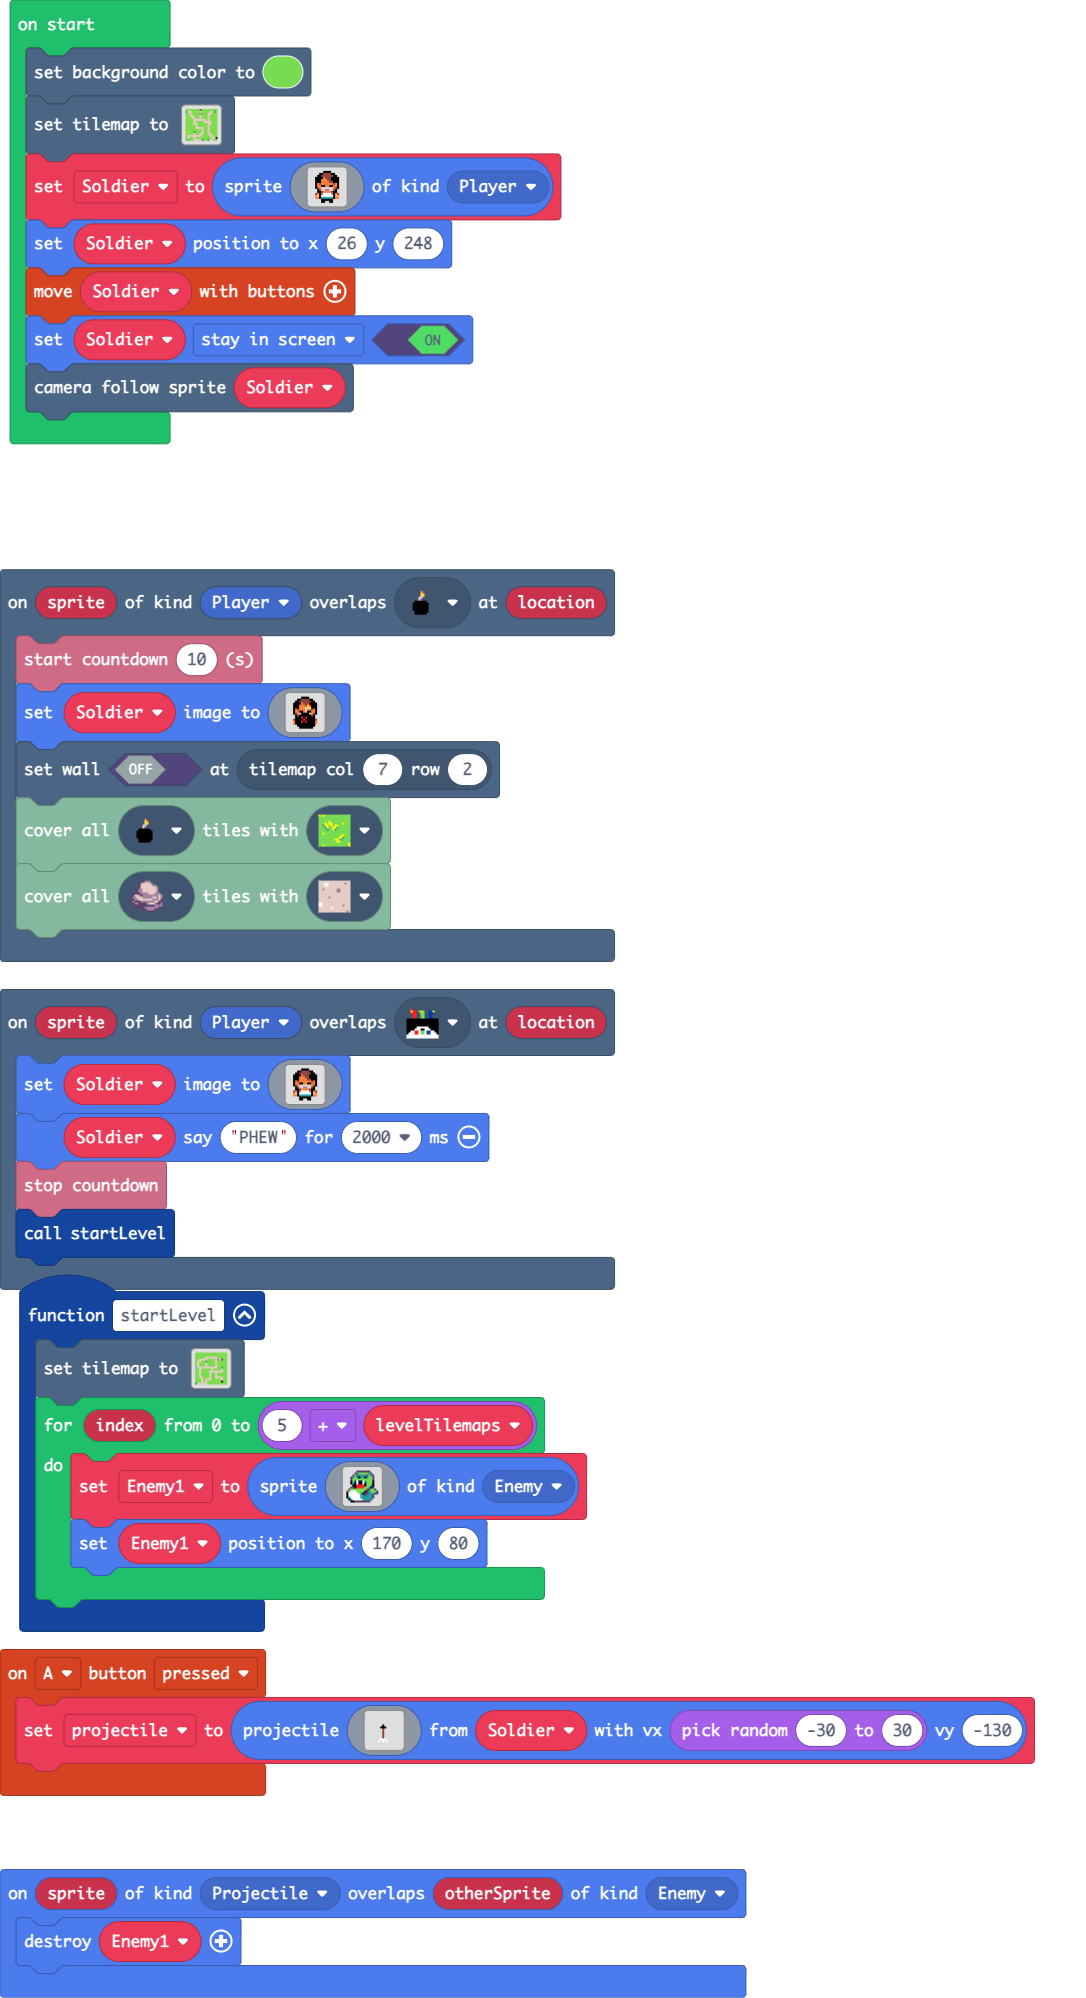 on start
set background color to
set tilemap to
set Soldier to sprite of kind Player
set Soldier position to x 26 y 248
move Soldier with buttons
set Soldier stay in screen ON
camera follow sprite Soldier
on sprite of kind Player overlaps at location
start countdown 10 (s)
set Soldier image to
set wall OFF at tilemap col 7 row 2
cover all tiles with
cover all tiles with
on sprite of kind Player overlaps at location
set Soldier image to
Soldier say "PHEW" for 2000 ms
stop countdown
call startLevel
function startLevel
set tilemap to
for index from 0 to 5 + levelTilemaps
do
set Enemy1 to sprite of kind Enemy
set Enemy1 position to x 170 y 80
on A button pressed
set projectile to projectile from Soldier with vx pick random -30 to 30 vy -130
on sprite of kind Projectile overlaps otherSprite of kind Enemy
destroy Enemy1